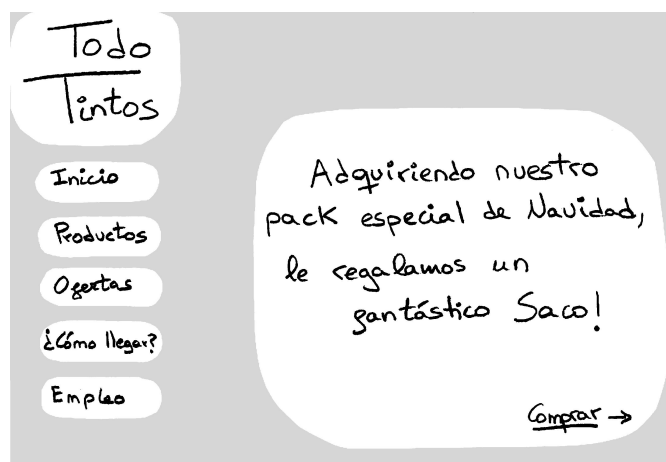 Todo
Tintos
Inicio
Productos
Ofertas
¿Cómo llegar?
Empleo
Adquiriendo nuestro
pack especial de Navidad,
le regalamos un
fantástico Saco!
Comprar →